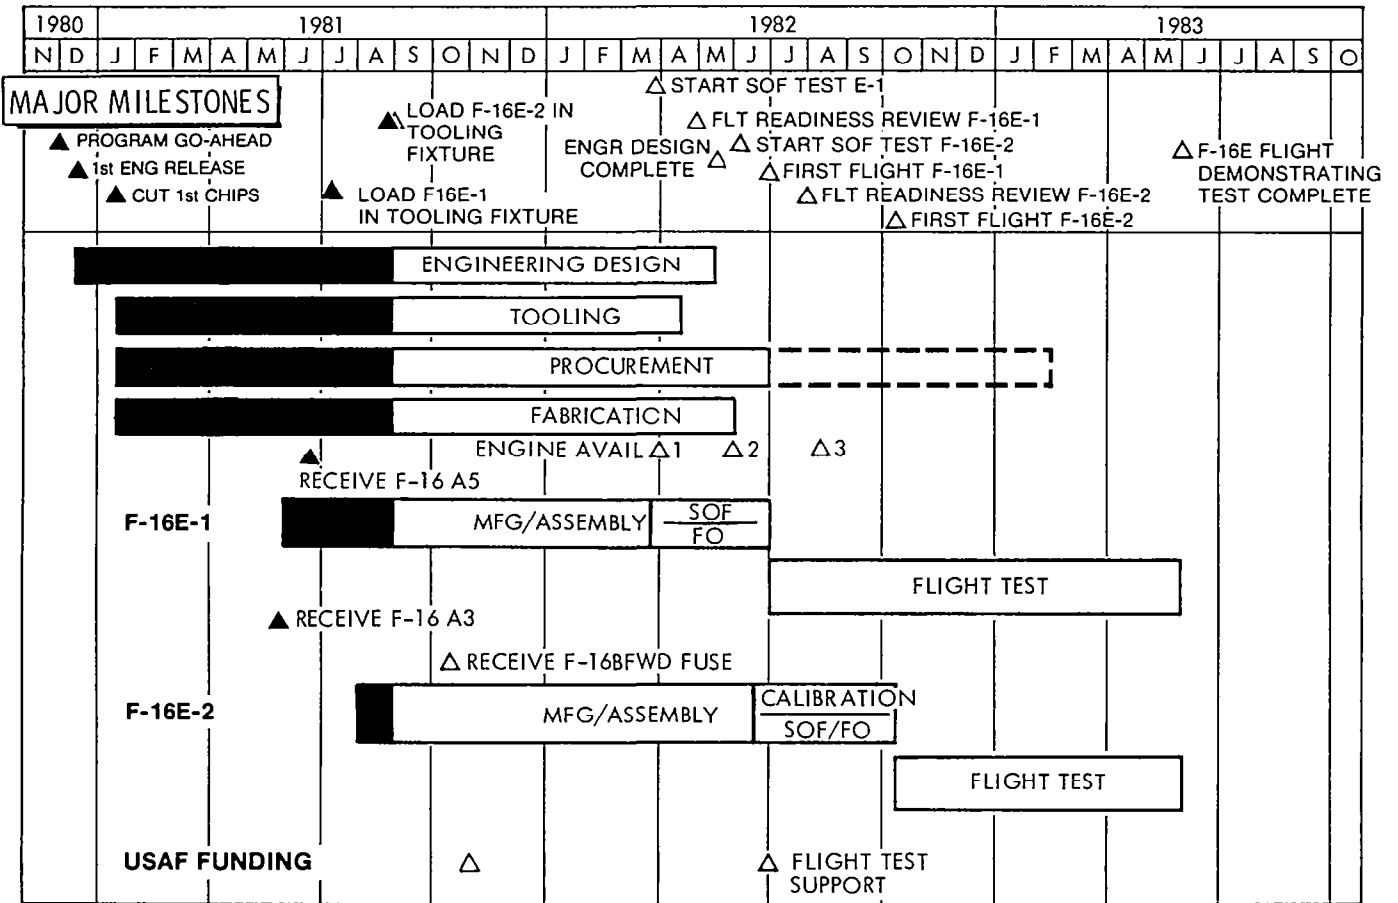 1980 1981 1982 1983
N D J F M A M J J A S O N D J F M A M J J A S O N D J F M A M J J A S O
MAJOR MILESTONES
PROGRAM GO-AHEAD
1st ENG RELEASE
CUT 1st CHIPS
LOAD F-16E-2 IN
TOOLING
FIXTURE
LOAD F16E-1
IN TOOLING FIXTURE
START SOF TEST E-1
FLT READINESS REVIEW F-16E-1
ENGR DESIGN
COMPLETE
START SOF TEST F-16E-2
FIRST FLIGHT F-16E-1
FLT READINESS REVIEW F-16E-2
FIRST FLIGHT F-16E-2
F-16E FLIGHT
DEMONSTRATING
TEST COMPLETE
ENGINEERING DESIGN
TOOLING
PROCUREMENT
FABRICATION
ENGINE AVAIL 1 2 3
RECEIVE F-16 A5
F-16E-1
MFG/ASSEMBLY
SOF
FO
FLIGHT TEST
RECEIVE F-16 A3
RECEIVE F-16BFWD FUSE
F-16E-2
MFG/ASSEMBLY
CALIBRATION
SOF/FO
FLIGHT TEST
USAF FUNDING
FLIGHT TEST
SUPPORT